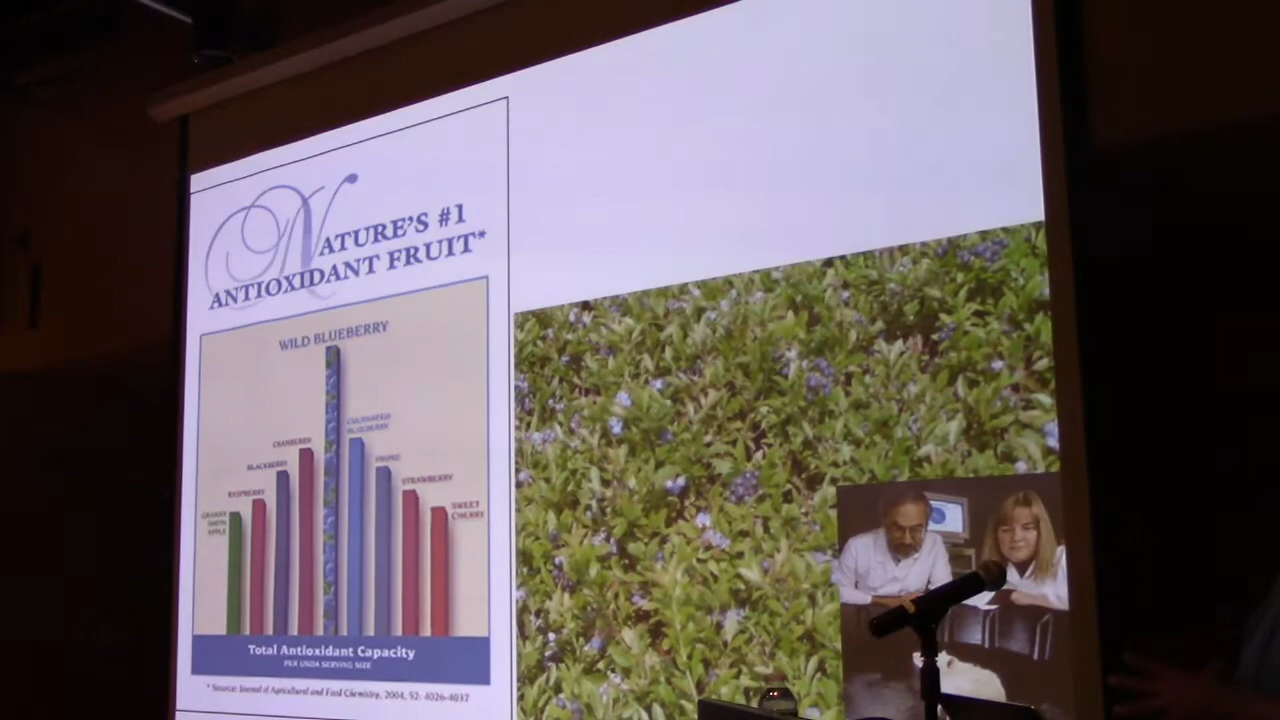 NATURE'S #1
ANTIOXIDANT FRUIT*
WILD BLUEBERRY
CULTIVATED
BLUEBERRY
CRANBERRY
PRUNE
BLACKBERRY
STRAWBERRY
RASPBERRY
SWEET
CHERRY
GRANNY
SMITH
APPLE
Total Antioxidant Capacity
PER USDA SERVING SIZE
* Source: Journal of Agricultural and Food Chemistry, 2004, 52: 4026-4037